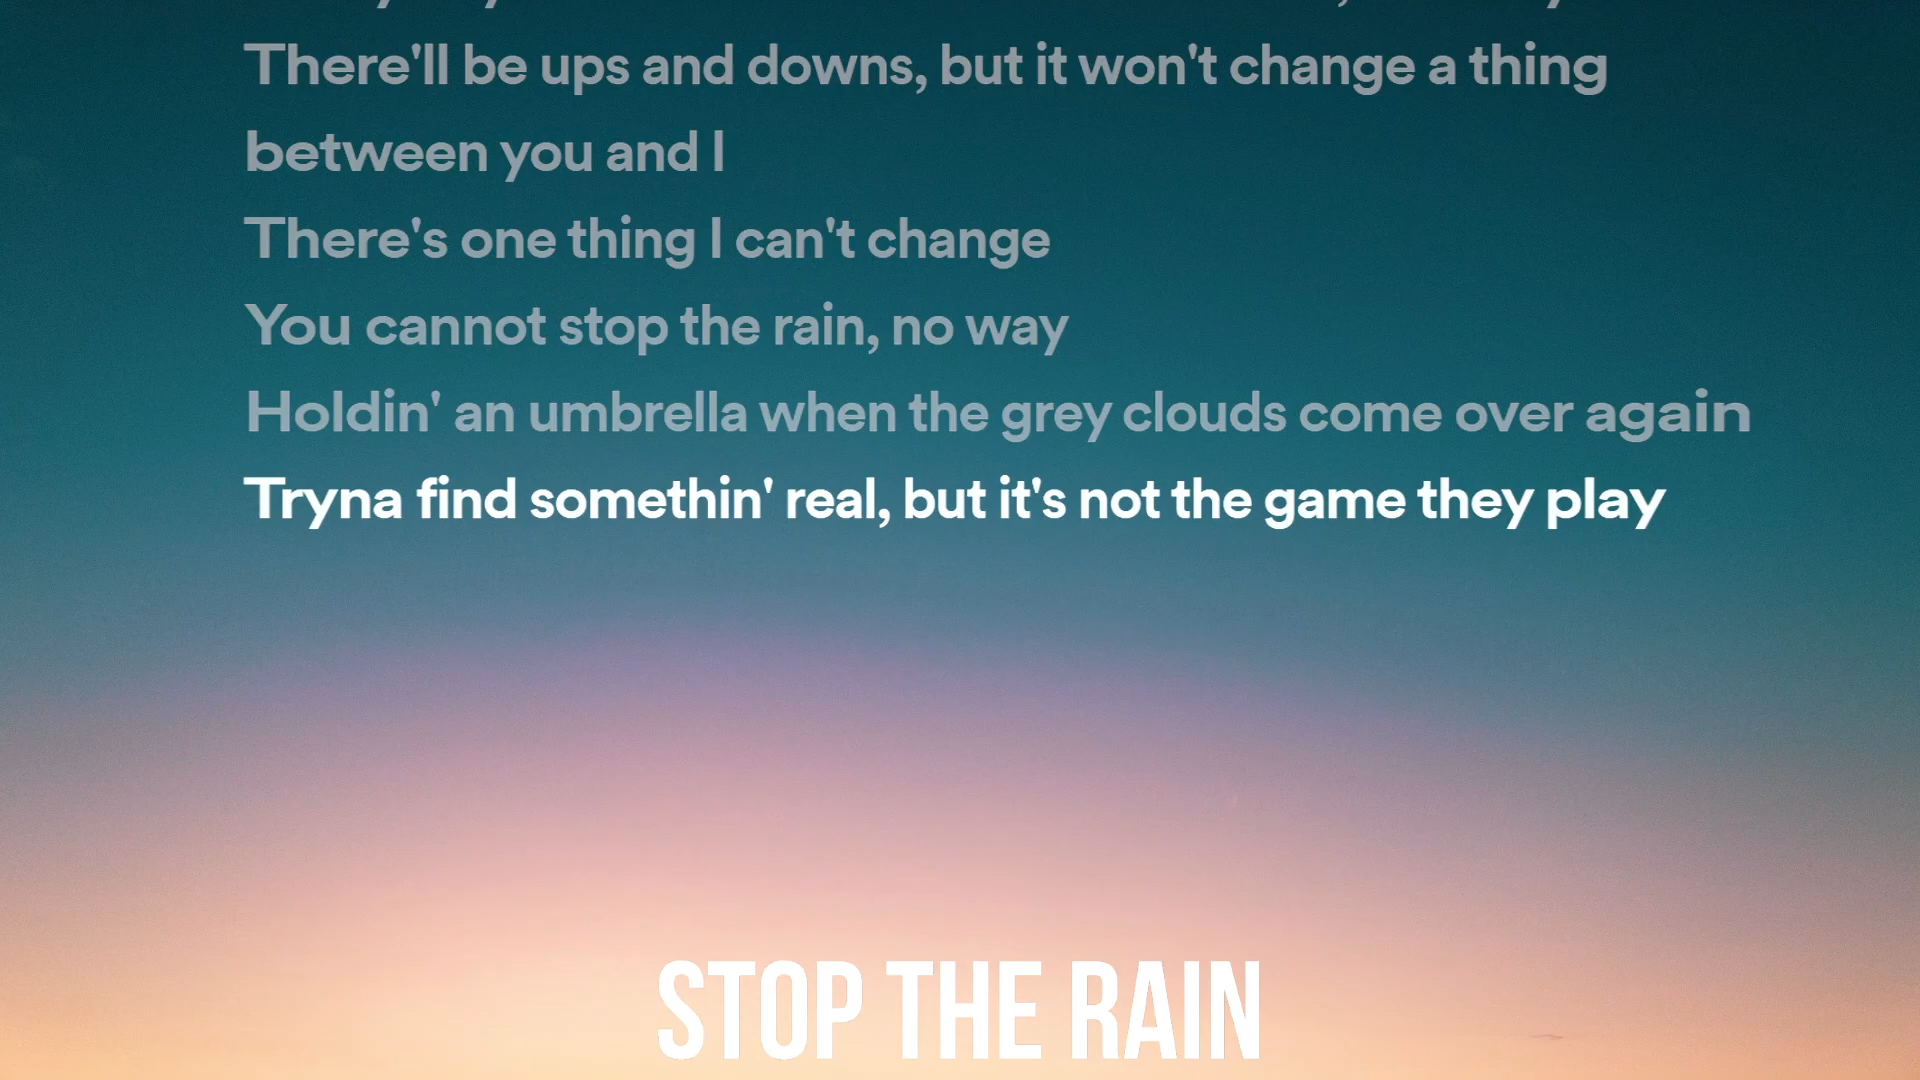 There'll be ups and downs, but it won't change a thing
between you and I
There's one thing I can't change
You cannot stop the rain, no way
Holdin' an umbrella when the grey clouds come over again
Tryna find somethin' real, but it's not the game they play
STOP THE RAIN